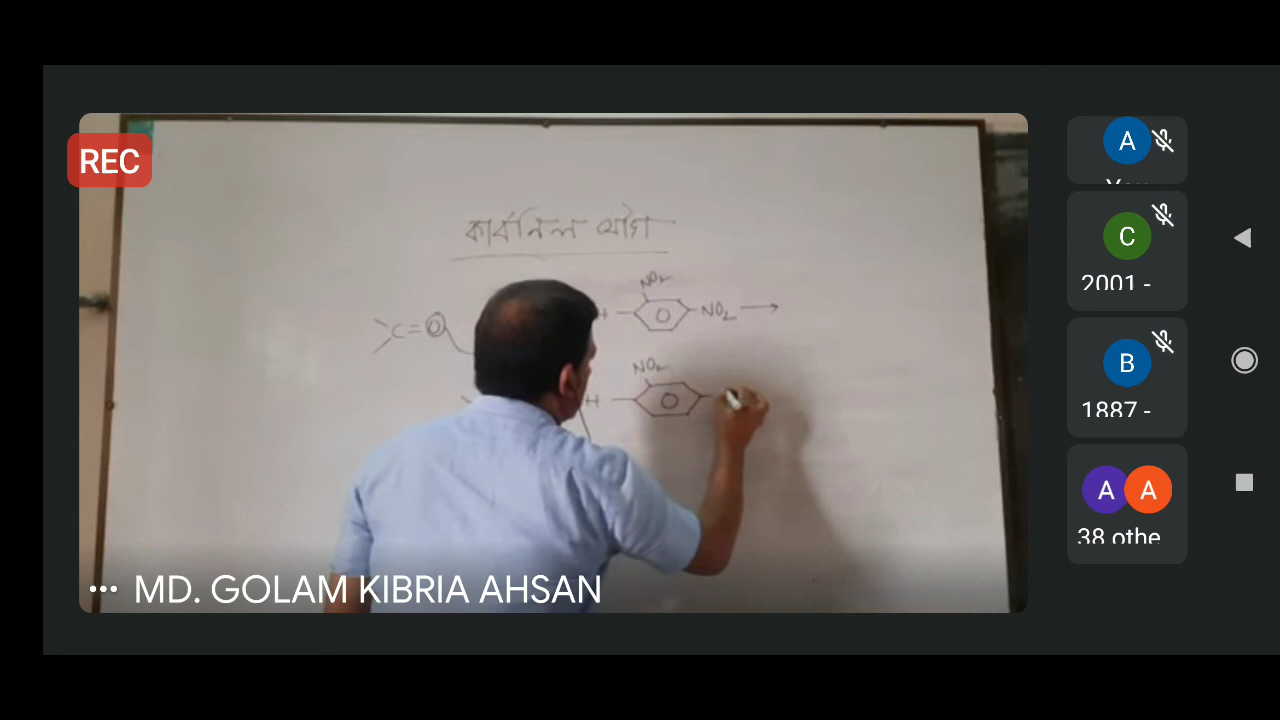 REC
কার্বনিল যৌগ
NO₂
H
NO₂ →
>C=O
NO₂
H
MD. GOLAM KIBRIA AHSAN
A
C
2001 -
B
1887 -
A A
38 othe